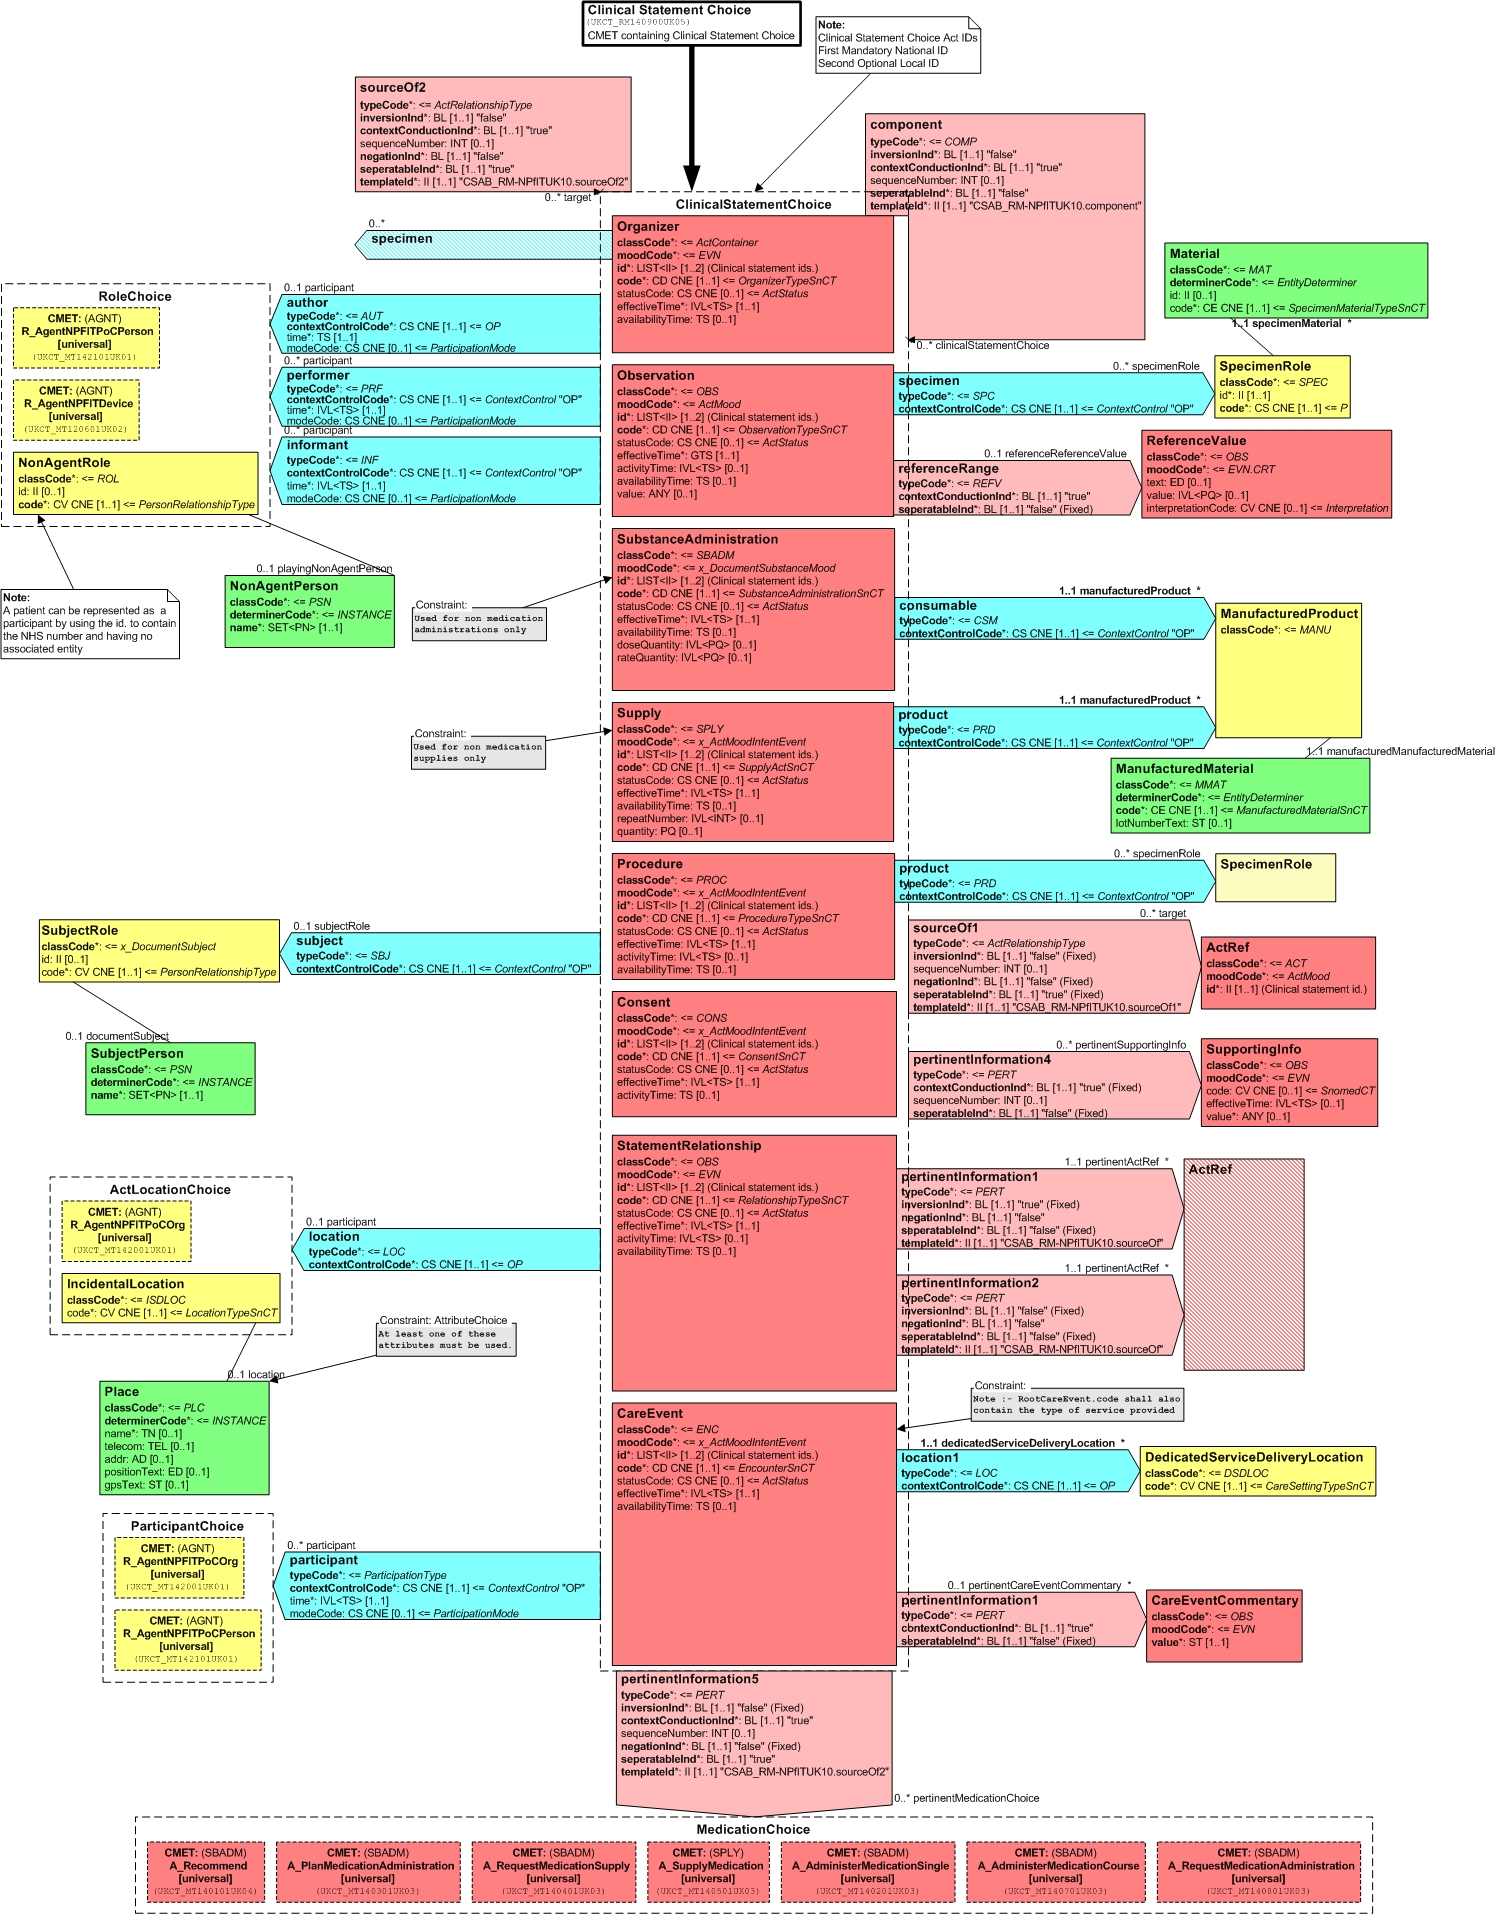 Clinical Statement Choice
(UKCT_RM140900UK05)
CMET containing Clinical Statement Choice
Note:
Clinical Statement Choice Act IDs
First Mandatory National ID
Second Optional Local ID
sourceOf2
typeCode*: <= ActRelationshipType
inversionInd*: BL [1..1] "false"
contextConductionInd*: BL [1..1] "true"
sequenceNumber: INT [0..1]
negationInd*: BL [1..1] "false"
seperatableInd*: BL [1..1] "true"
templateId*: II [1..1] "CSAB_RM-NPfITUK10.sourceOf2"
0..* target
component
typeCode*: <= COMP
inversionInd*: BL [1..1] "false"
contextConductionInd*: BL [1..1] "true"
sequenceNumber: INT [0..1]
seperatableInd*: BL [1..1] "false"
templateId*: II [1..1] "CSAB_RM-NPfITUK10.component"
0..* clinicalStatementChoice
ClinicalStatementChoice
0..*
specimen
Organizer
classCode*: <= ActContainer
moodCode*: <= EVN
id*: LIST<II> [1..2] (Clinical statement ids.)
code*: CD CNE [1..1] <= OrganizerTypeSnCT
statusCode: CS CNE [0..1] <= ActStatus
effectiveTime*: IVL<TS> [1..1]
availabilityTime: TS [0..1]
Material
classCode*: <= MAT
determinerCode*: <= EntityDeterminer
id: II [0..1]
code*: CE CNE [1..1] <= SpecimenMaterialTypeSnCT
1..1 specimenMaterial *
RoleChoice
CMET: (AGNT)
R_AgentNPFITPoCPerson
[universal]
(UKCT_MT142101UK01)
CMET: (AGNT)
R_AgentNPFITDevice
[universal]
(UKCT_MT120601UK02)
NonAgentRole
classCode*: <= ROL
id: II [0..1]
code*: CV CNE [1..1] <= PersonRelationshipType
0..1 participant
author
typeCode*: <= AUT
contextControlCode*: CS CNE [1..1] <= OP
time*: TS [1..1]
modeCode: CS CNE [0..1] <= ParticipationMode
0..* participant
performer
typeCode*: <= PRF
contextControlCode*: CS CNE [1..1] <= ContextControl "OP"
time*: IVL<TS> [1..1]
modeCode: CS CNE [0..1] <= ParticipationMode
0..* participant
informant
typeCode*: <= INF
contextControlCode*: CS CNE [1..1] <= ContextControl "OP"
time*: IVL<TS> [1..1]
modeCode: CS CNE [0..1] <= ParticipationMode
Observation
classCode*: <= OBS
moodCode*: <= ActMood
id*: LIST<II> [1..2] (Clinical statement ids.)
code*: CD CNE [1..1] <= ObservationTypeSnCT
statusCode: CS CNE [0..1] <= ActStatus
effectiveTime*: GTS [1..1]
activityTime: IVL<TS> [0..1]
availabilityTime: TS [0..1]
value: ANY [0..1]
0..* specimenRole
specimen
typeCode*: <= SPC
contextControlCode*: CS CNE [1..1] <= ContextControl "OP"
SpecimenRole
classCode*: <= SPEC
id*: II [1..1]
code*: CS CNE [1..1] <= P
0..1 referenceReferenceValue
referenceRange
typeCode*: <= REFV
contextConductionInd*: BL [1..1] "true"
seperatableInd*: BL [1..1] "false" (Fixed)
ReferenceValue
classCode*: <= OBS
moodCode*: <= EVN.CRT
text: ED [0..1]
value: IVL<PQ> [0..1]
interpretationCode: CV CNE [0..1] <= Interpretation
Note:
A patient can be represented as a
participant by using the id. to contain
the NHS number and having no
associated entity
0..1 playingNonAgentPerson
NonAgentPerson
classCode*: <= PSN
determinerCode*: <= INSTANCE
name*: SET<PN> [1..1]
Constraint:
Used for non medication
administrations only
SubstanceAdministration
classCode*: <= SBADM
moodCode*: <= x_DocumentSubstanceMood
id*: LIST<II> [1..2] (Clinical statement ids.)
code*: CD CNE [1..1] <= SubstanceAdministrationSnCT
statusCode: CS CNE [0..1] <= ActStatus
effectiveTime*: IVL<TS> [1..1]
availabilityTime: TS [0..1]
doseQuantity: IVL<PQ> [0..1]
rateQuantity: IVL<PQ> [0..1]
1..1 manufacturedProduct *
consumable
typeCode*: <= CSM
contextControlCode*: CS CNE [1..1] <= ContextControl "OP"
ManufacturedProduct
classCode*: <= MANU
Constraint:
Used for non medication
supplies only
Supply
classCode*: <= SPLY
moodCode*: <= x_ActMoodIntentEvent
id*: LIST<II> [1..2] (Clinical statement ids.)
code*: CD CNE [1..1] <= SupplyActSnCT
statusCode: CS CNE [0..1] <= ActStatus
effectiveTime*: IVL<TS> [1..1]
availabilityTime: TS [0..1]
repeatNumber: IVL<INT> [0..1]
quantity: PQ [0..1]
1..1 manufacturedProduct *
product
typeCode*: <= PRD
contextControlCode*: CS CNE [1..1] <= ContextControl "OP"
1..1 manufacturedManufacturedMaterial
ManufacturedMaterial
classCode*: <= MMAT
determinerCode*: <= EntityDeterminer
code*: CE CNE [1..1] <= ManufacturedMaterialSnCT
lotNumberText: ST [0..1]
Procedure
classCode*: <= PROC
moodCode*: <= x_ActMoodIntentEvent
id*: LIST<II> [1..2] (Clinical statement ids.)
code*: CD CNE [1..1] <= ProcedureTypeSnCT
statusCode: CS CNE [0..1] <= ActStatus
effectiveTime: IVL<TS> [1..1]
activityTime: IVL<TS> [0..1]
availabilityTime: TS [0..1]
0..* specimenRole
product
typeCode*: <= PRD
contextControlCode*: CS CNE [1..1] <= ContextControl "OP"
SpecimenRole
SubjectRole
classCode*: <= x_DocumentSubject
id: II [0..1]
code*: CV CNE [1..1] <= PersonRelationshipType
0..1 subjectRole
subject
typeCode*: <= SBJ
contextControlCode*: CS CNE [1..1] <= ContextControl "OP"
0..* target
sourceOf1
typeCode*: <= ActRelationshipType
inversionInd*: BL [1..1] "false" (Fixed)
sequenceNumber: INT [0..1]
negationInd*: BL [1..1] "false" (Fixed)
seperatableInd*: BL [1..1] "true" (Fixed)
templateId*: II [1..1] "CSAB_RM-NPfITUK10.sourceOf1"
ActRef
classCode*: <= ACT
moodCode*: <= ActMood
id*: II [1..1] (Clinical statement id.)
0..1 documentSubject
SubjectPerson
classCode*: <= PSN
determinerCode*: <= INSTANCE
name*: SET<PN> [1..1]
Consent
classCode*: <= CONS
moodCode*: <= x_ActMoodIntentEvent
id*: LIST<II> [1..2] (Clinical statement ids.)
code*: CD CNE [1..1] <= ConsentSnCT
statusCode: CS CNE [0..1] <= ActStatus
effectiveTime*: IVL<TS> [1..1]
activityTime: TS [0..1]
0..* pertinentSupportingInfo
pertinentInformation4
typeCode*: <= PERT
contextConductionInd*: BL [1..1] "true" (Fixed)
sequenceNumber: INT [0..1]
seperatableInd*: BL [1..1] "false" (Fixed)
SupportingInfo
classCode*: <= OBS
moodCode*: <= EVN
code: CV CNE [0..1] <= SnomedCT
effectiveTime: IVL<TS> [0..1]
value*: ANY [0..1]
StatementRelationship
classCode*: <= OBS
moodCode*: <= EVN
id*: LIST<II> [1..2] (Clinical statement ids.)
code*: CD CNE [1..1] <= RelationshipTypeSnCT
statusCode: CS CNE [0..1] <= ActStatus
effectiveTime*: IVL<TS> [1..1]
activityTime: IVL<TS> [0..1]
availabilityTime: TS [0..1]
1..1 pertinentActRef *
pertinentInformation1
typeCode*: <= PERT
inversionInd*: BL [1..1] "true" (Fixed)
negationInd*: BL [1..1] "false"
seperatableInd*: BL [1..1] "false" (Fixed)
templateId*: II [1..1] "CSAB_RM-NPfITUK10.sourceOf"
ActRef
1..1 pertinentActRef *
pertinentInformation2
typeCode*: <= PERT
inversionInd*: BL [1..1] "false" (Fixed)
negationInd*: BL [1..1] "false"
seperatableInd*: BL [1..1] "false" (Fixed)
templateId*: II [1..1] "CSAB_RM-NPfITUK10.sourceOf"
ActLocationChoice
CMET: (AGNT)
R_AgentNPFITPoCOrg
[universal]
(UKCT_MT142001UK01)
IncidentalLocation
classCode*: <= ISDLOC
code*: CV CNE [1..1] <= LocationTypeSnCT
0..1 participant
location
typeCode*: <= LOC
contextControlCode*: CS CNE [1..1] <= OP
Constraint: AttributeChoice
At least one of these
attributes must be used.
0..1 location
Place
classCode*: <= PLC
determinerCode*: <= INSTANCE
name*: TN [0..1]
telecom: TEL [0..1]
addr: AD [0..1]
positionText: ED [0..1]
gpsText: ST [0..1]
Constraint:
Note :- RootCareEvent.code shall also
contain the type of service provided
CareEvent
classCode*: <= ENC
moodCode*: <= x_ActMoodIntentEvent
id*: LIST<II> [1..2] (Clinical statement ids.)
code*: CD CNE [1..1] <= EncounterSnCT
statusCode: CS CNE [0..1] <= ActStatus
effectiveTime*: IVL<TS> [1..1]
availabilityTime: TS [0..1]
1..1 dedicatedServiceDeliveryLocation *
location1
typeCode*: <= LOC
contextControlCode*: CS CNE [1..1] <= OP
DedicatedServiceDeliveryLocation
classCode*: <= DSDLOC
code*: CV CNE [1..1] <= CareSettingTypeSnCT
ParticipantChoice
CMET: (AGNT)
R_AgentNPFITPoCOrg
[universal]
(UKCT_MT142001UK01)
CMET: (AGNT)
R_AgentNPFITPoCPerson
[universal]
(UKCT_MT142101UK01)
0..* participant
participant
typeCode*: <= ParticipationType
contextControlCode*: CS CNE [1..1] <= ContextControl "OP"
time*: IVL<TS> [1..1]
modeCode: CS CNE [0..1] <= ParticipationMode
0..1 pertinentCareEventCommentary *
pertinentInformation1
typeCode*: <= PERT
contextConductionInd*: BL [1..1] "true"
seperatableInd*: BL [1..1] "false" (Fixed)
CareEventCommentary
classCode*: <= OBS
moodCode*: <= EVN
value*: ST [1..1]
pertinentInformation5
typeCode*: <= PERT
inversionInd*: BL [1..1] "false" (Fixed)
contextConductionInd*: BL [1..1] "true"
sequenceNumber: INT [0..1]
negationInd*: BL [1..1] "false" (Fixed)
seperatableInd*: BL [1..1] "true"
templateId*: II [1..1] "CSAB_RM-NPfITUK10.sourceOf2"
0..* pertinentMedicationChoice
MedicationChoice
CMET: (SBADM)
A_Recommend
[universal]
(UKCT_MT140101UK04)
CMET: (SBADM)
A_PlanMedicationAdministration
[universal]
(UKCT_MT140301UK03)
CMET: (SBADM)
A_RequestMedicationSupply
[universal]
(UKCT_MT140401UK03)
CMET: (SPLY)
A_SupplyMedication
[universal]
(UKCT_MT140501UK03)
CMET: (SBADM)
A_AdministerMedicationSingle
[universal]
(UKCT_MT140201UK03)
CMET: (SBADM)
A_AdministerMedicationCourse
[universal]
(UKCT_MT140701UK03)
CMET: (SBADM)
A_RequestMedicationAdministration
[universal]
(UKCT_MT140801UK03)